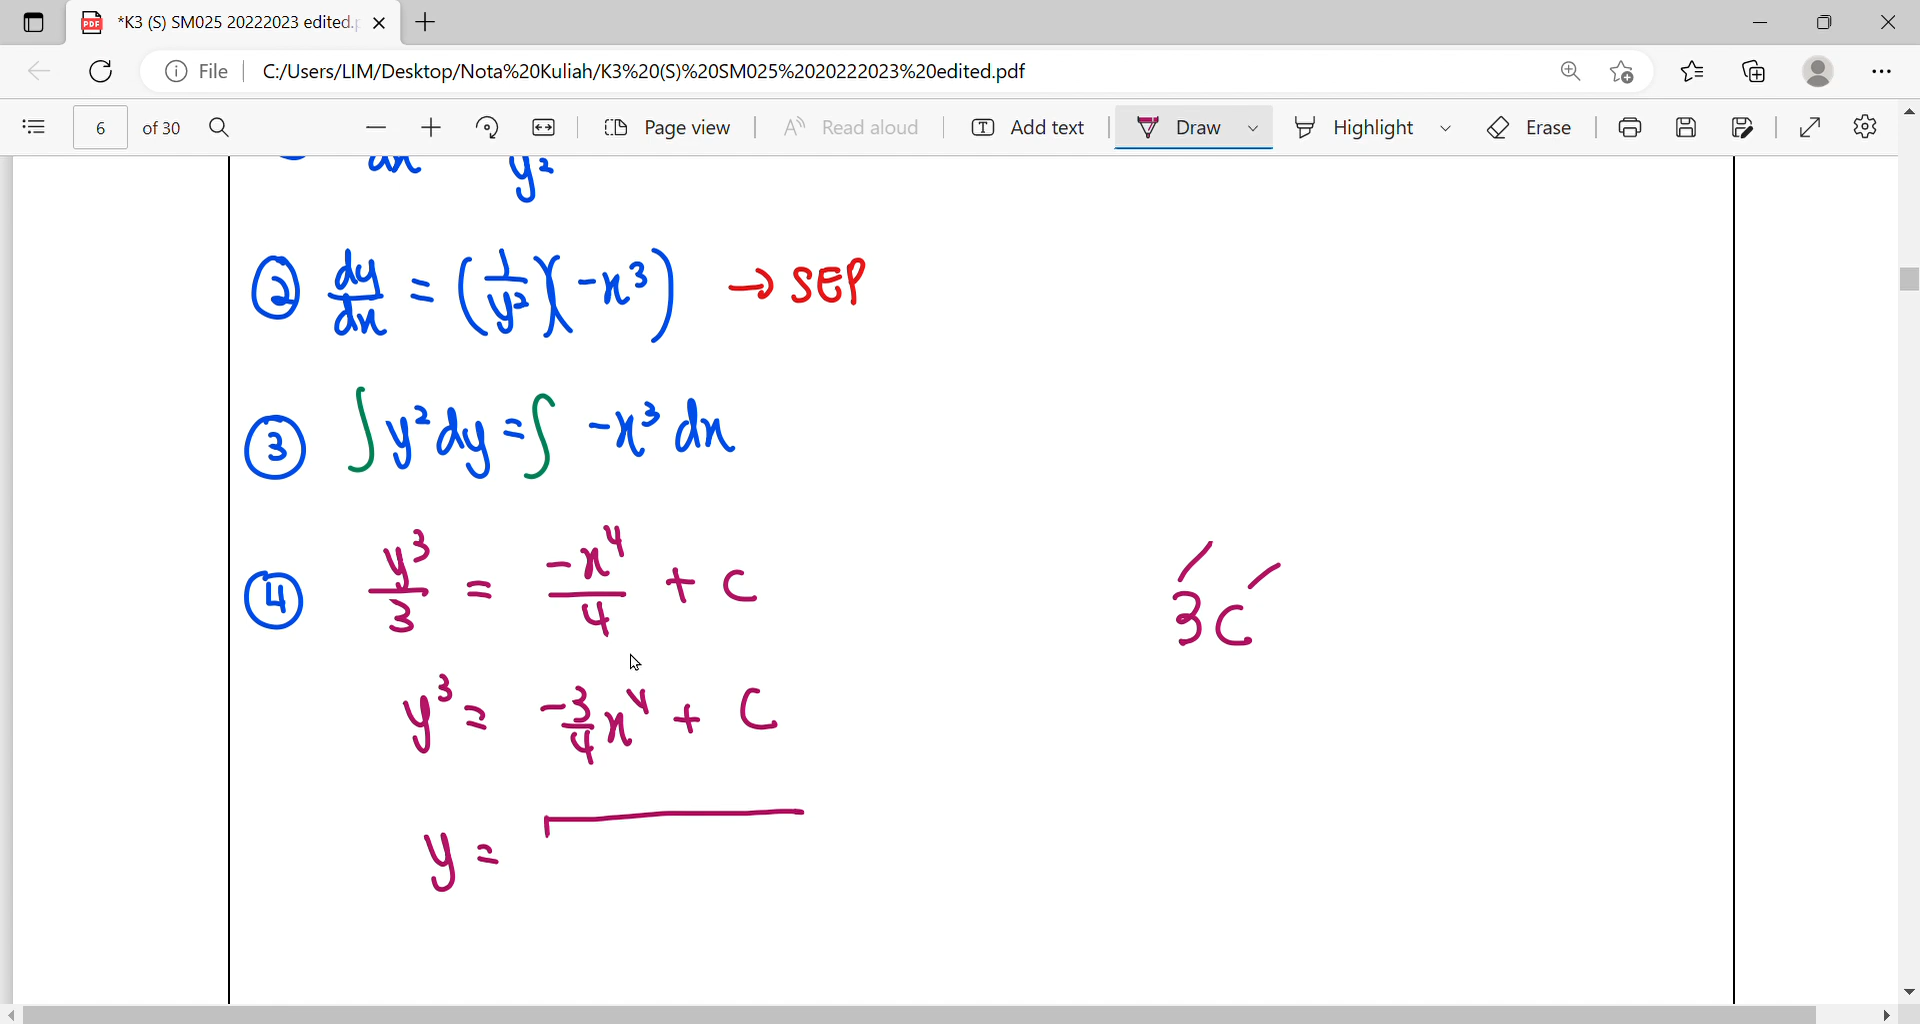 *K3 (S) SM025 20222023 edited.p
File C:/Users/LIM/Desktop/Nota%20Kuliah/K3%20(S)%20SM025%2020222023%20edited.pdf
6 of 30 Page view Read aloud Add text Draw Highlight Erase
dx y²
② dy/dx = (1/y²)(-x³) → SEP
③ ∫y²dy = ∫ -x³ dx
④ y³/3 = -x⁴/4 + C
3C
y³ = -3/4 x⁴ + C
y =